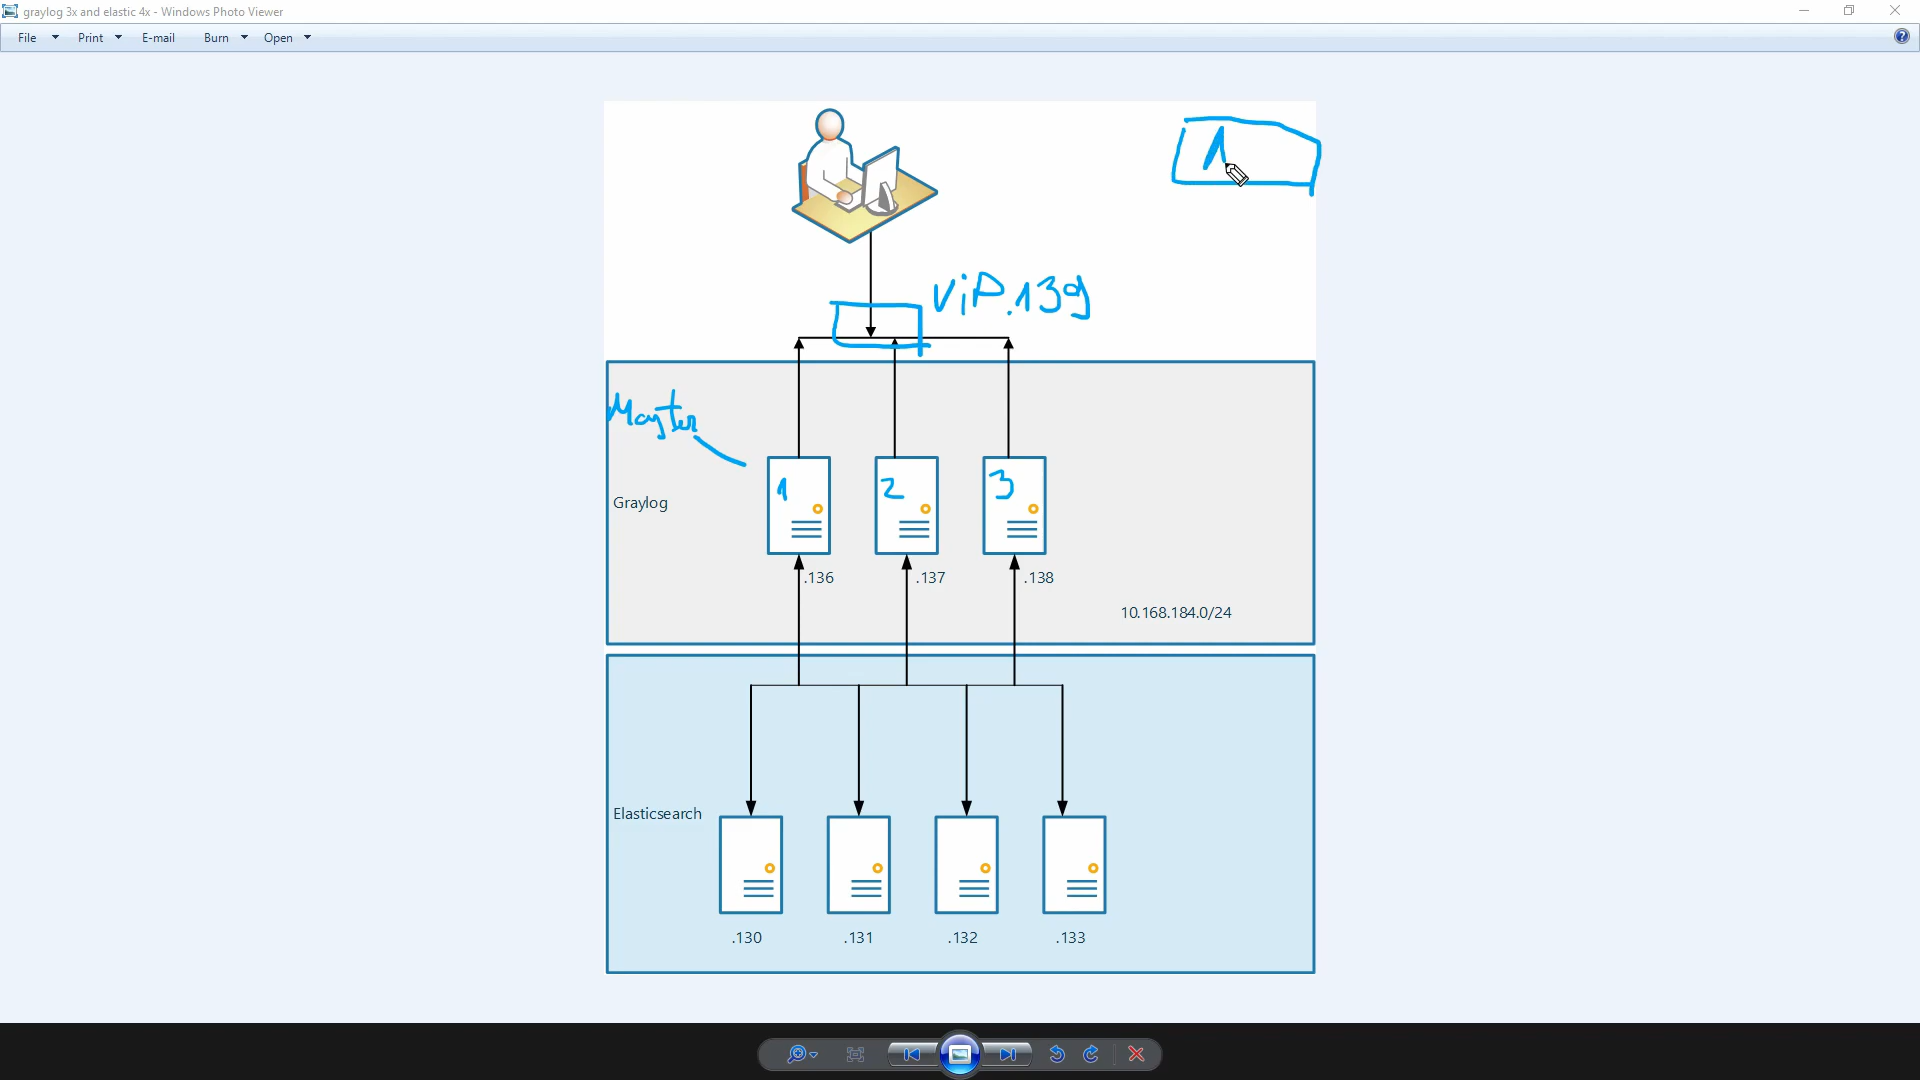 graylog 3x and elastic 4x - Windows Photo Viewer
File Print E-mail Burn Open
1
ViP.139
Master
1 2 3
Graylog
.136 .137 .138
10.168.184.0/24
Elasticsearch
.130 .131 .132 .133